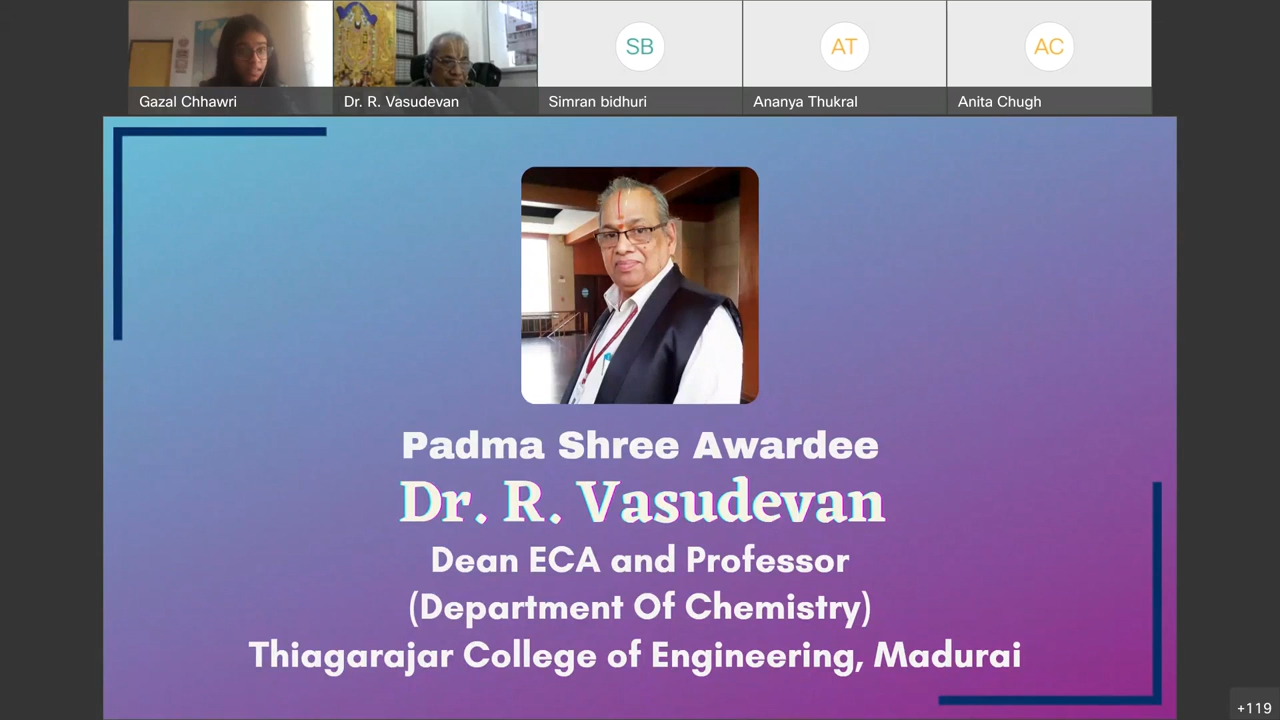 SB
AT
AC
Gazal Chhawri
Dr. R. Vasudevan
Simran bidhuri
Ananya Thukral
Anita Chugh
Padma Shree Awardee
Dr. R. Vasudevan
Dean ECA and Professor
(Department Of Chemistry)
Thiagarajar College of Engineering, Madurai
+119